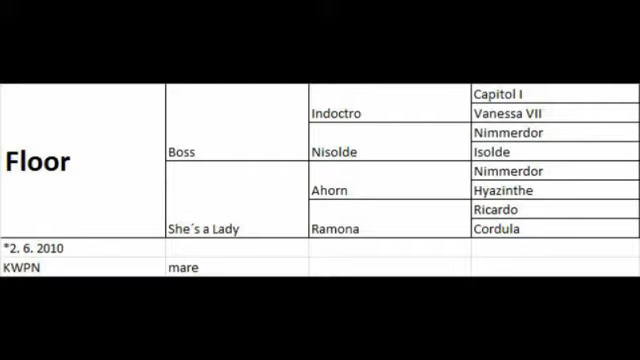 Capitol I
Indoctro
Vanessa VII
Nimmerdor
Boss
Nisolde
Isolde
Floor
Nimmerdor
Ahorn
Hyazinthe
Ricardo
She´s a Lady
Ramona
Cordula
*2. 6. 2010
KWPN mare